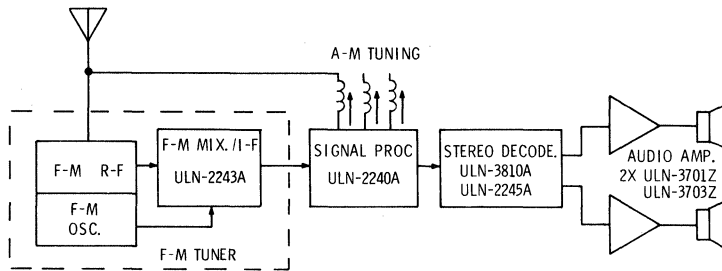 A-M TUNING
F-M R-F
F-M
OSC.
F-M MIX./I-F
ULN-2243A
F-M TUNER
SIGNAL PROC
ULN-2240A
STEREO DECODE.
ULN-3810A
ULN-2245A
AUDIO AMP.
2X ULN-3701Z
ULN-3703Z